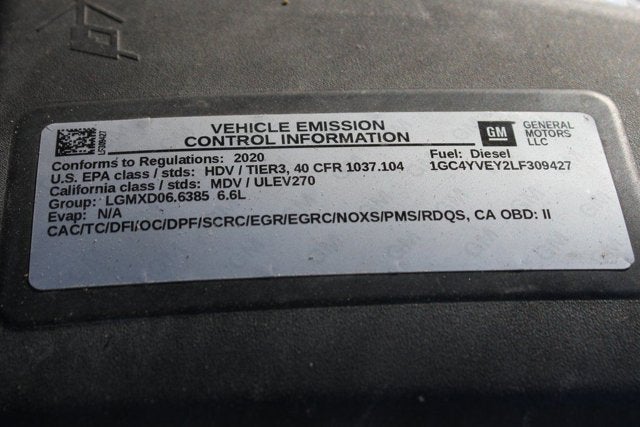 VEHICLE EMISSION
CONTROL INFORMATION
GM
GENERAL
MOTORS
LLC
LF309427
Conforms to Regulations: 2020
Fuel: Diesel
U.S. EPA class / stds: HDV / TIER3, 40 CFR 1037.104
1GC4YVEY2LF309427
California class / stds: MDV / ULEV270
Group: LGMXD06.6385 6.6L
Evap: N/A
CAC/TC/DFI/OC/DPF/SCRC/EGR/EGRC/NOXS/PMS/RDQS, CA OBD: II